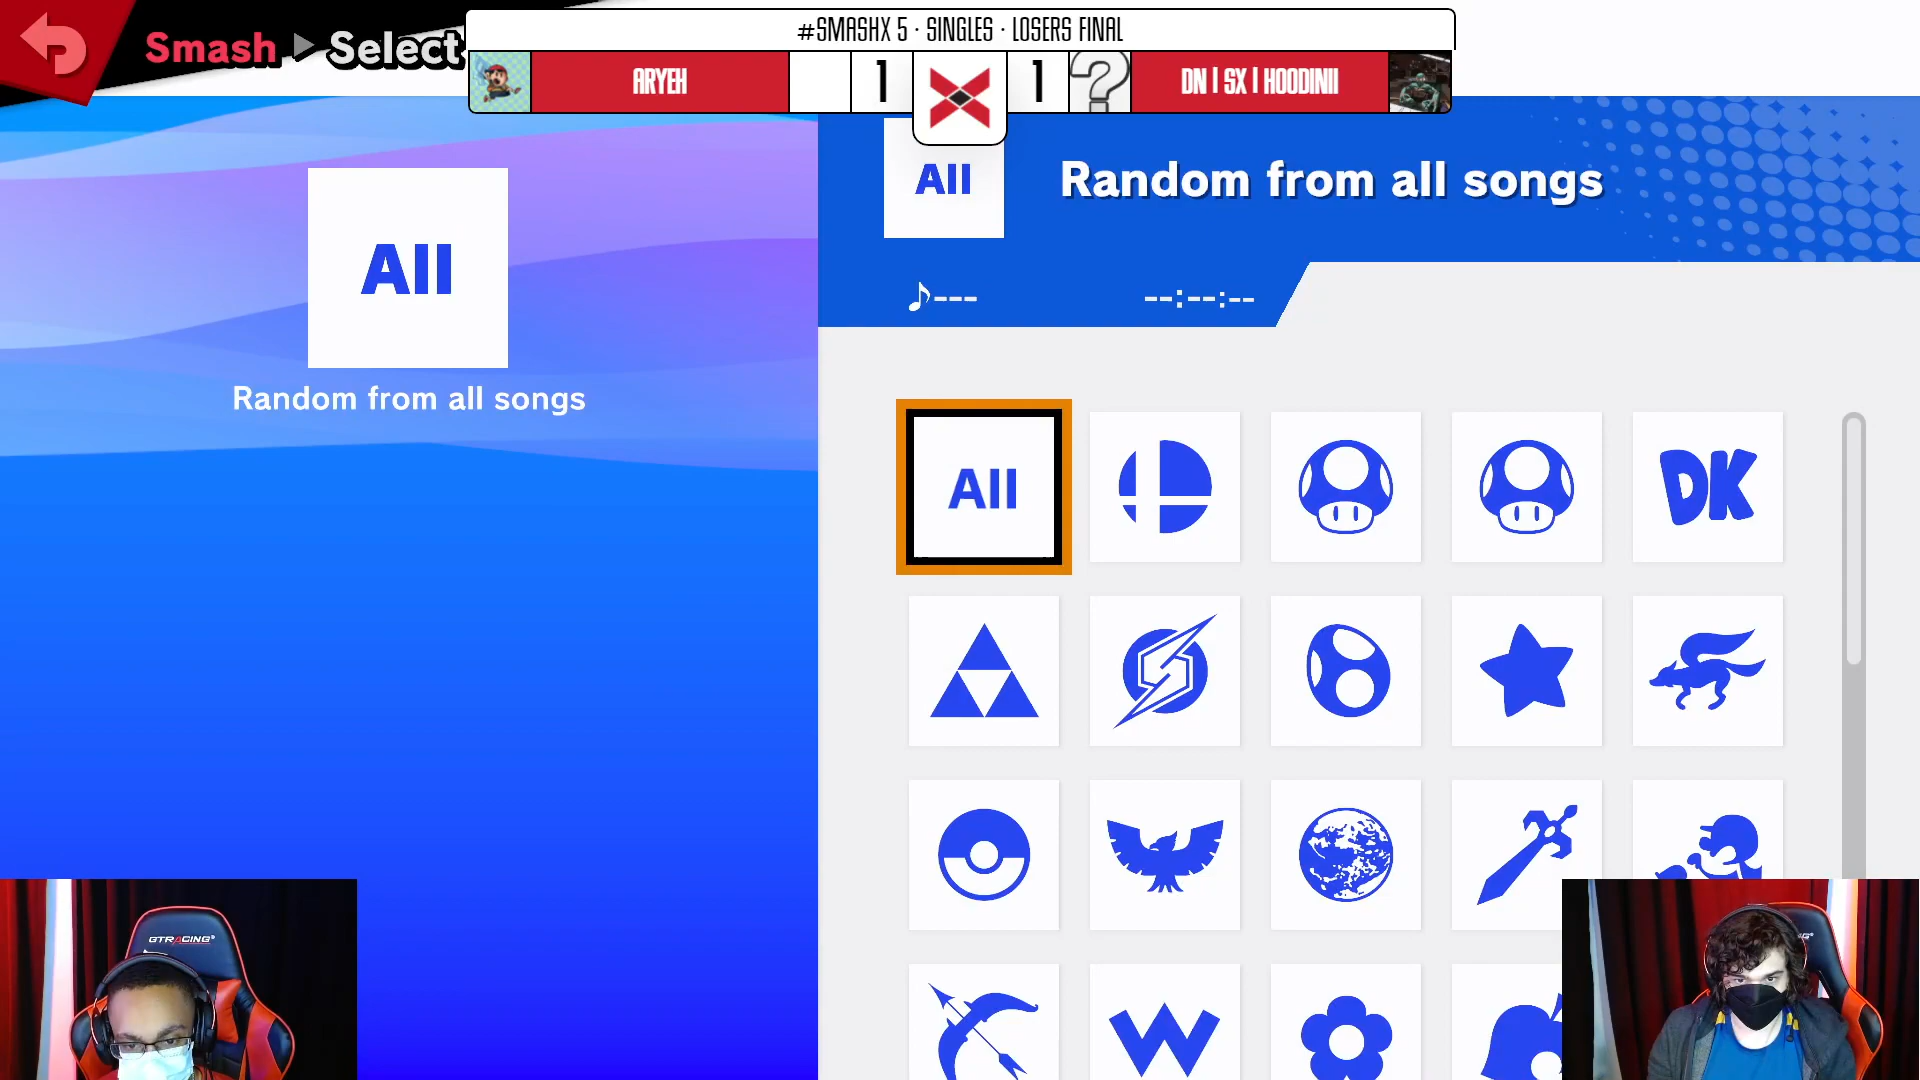 Smash ▶ Select
#SMASHX 5 · SINGLES · LOSERS FINAL
ARYEH
1
X
1
DN | SX | HOODINII
All
Random from all songs
All
Random from all songs
♪---
--:--:--
All
DK
GTRACING